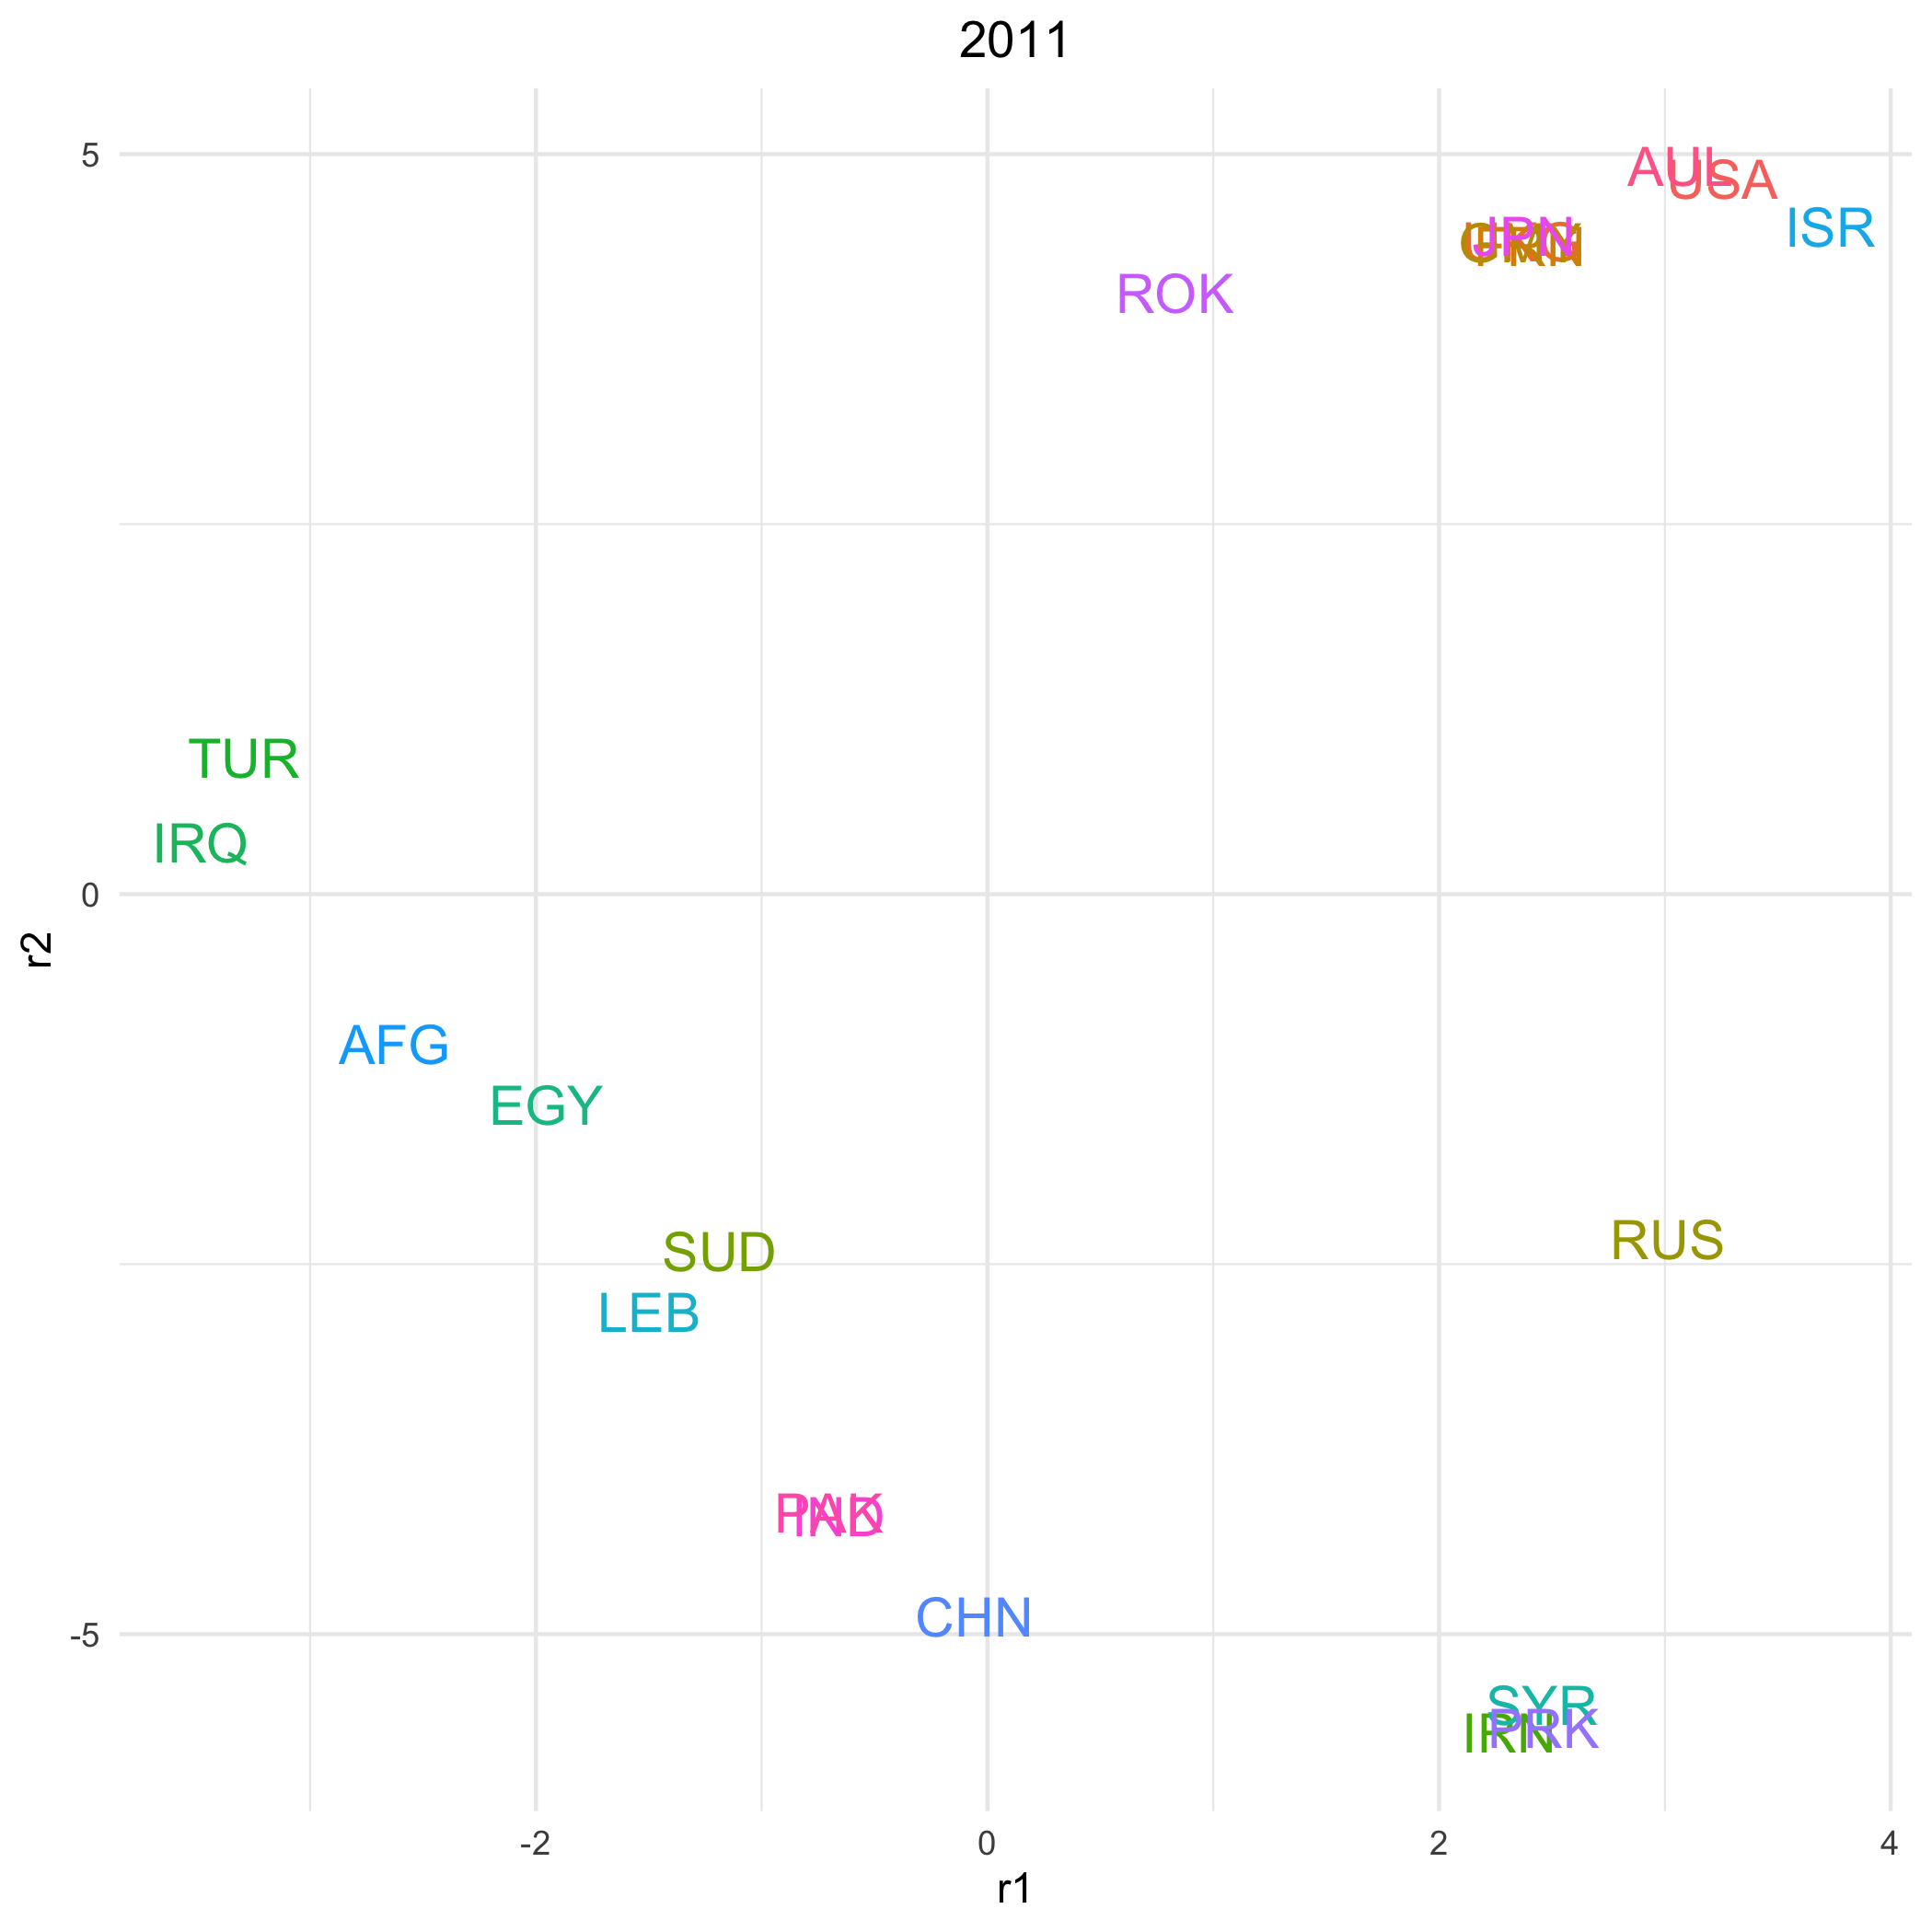 2011
5
AUL
USA
ISR
JPN
ROK
TUR
IRQ
0
r2
AFG
EGY
RUS
SUD
LEB
PAK
IND
CHN
-5
SYR
PRK
IRN
-2
0
2
4
r1